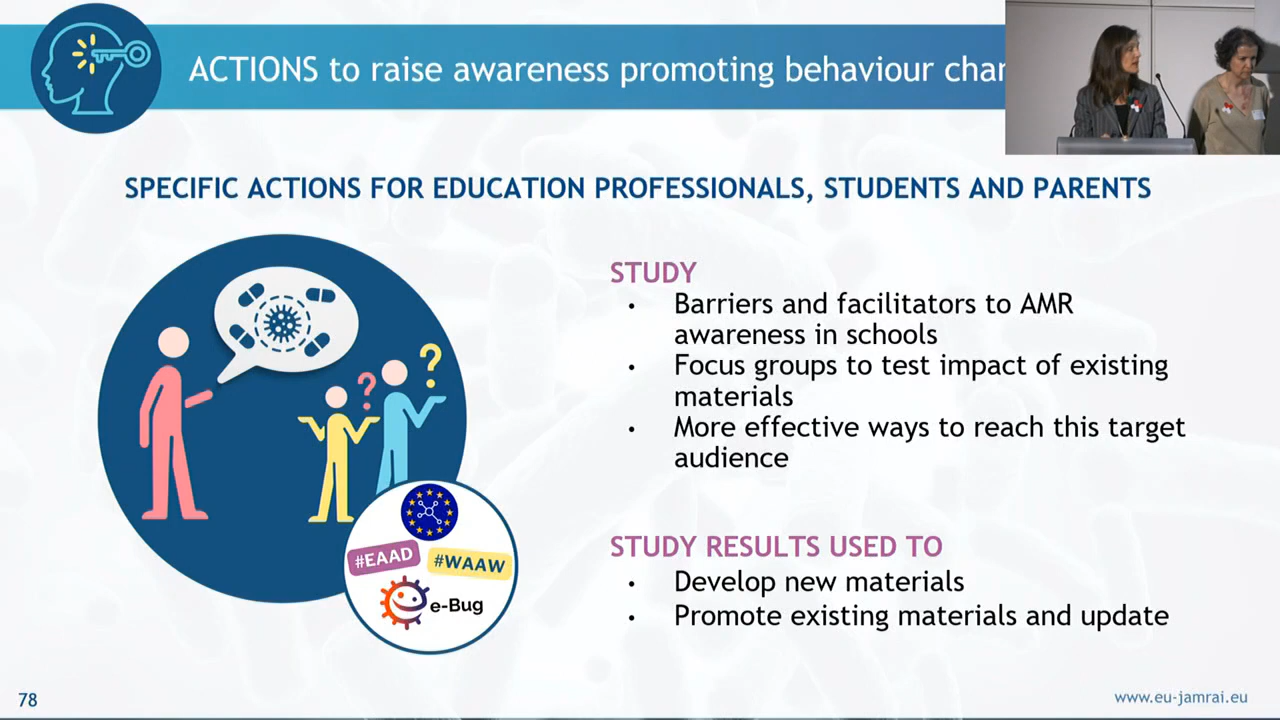 ACTIONS to raise awareness promoting behaviour
SPECIFIC ACTIONS FOR EDUCATION PROFESSIONALS, STUDENTS AND PARENTS
STUDY
• Barriers and facilitators to AMR
awareness in schools
• Focus groups to test impact of existing
materials
• More effective ways to reach this target
audience
? ?
#EAAD #WAAW
e-Bug
STUDY RESULTS USED TO
• Develop new materials
• Promote existing materials and update
78
www.eu-jamrai.eu